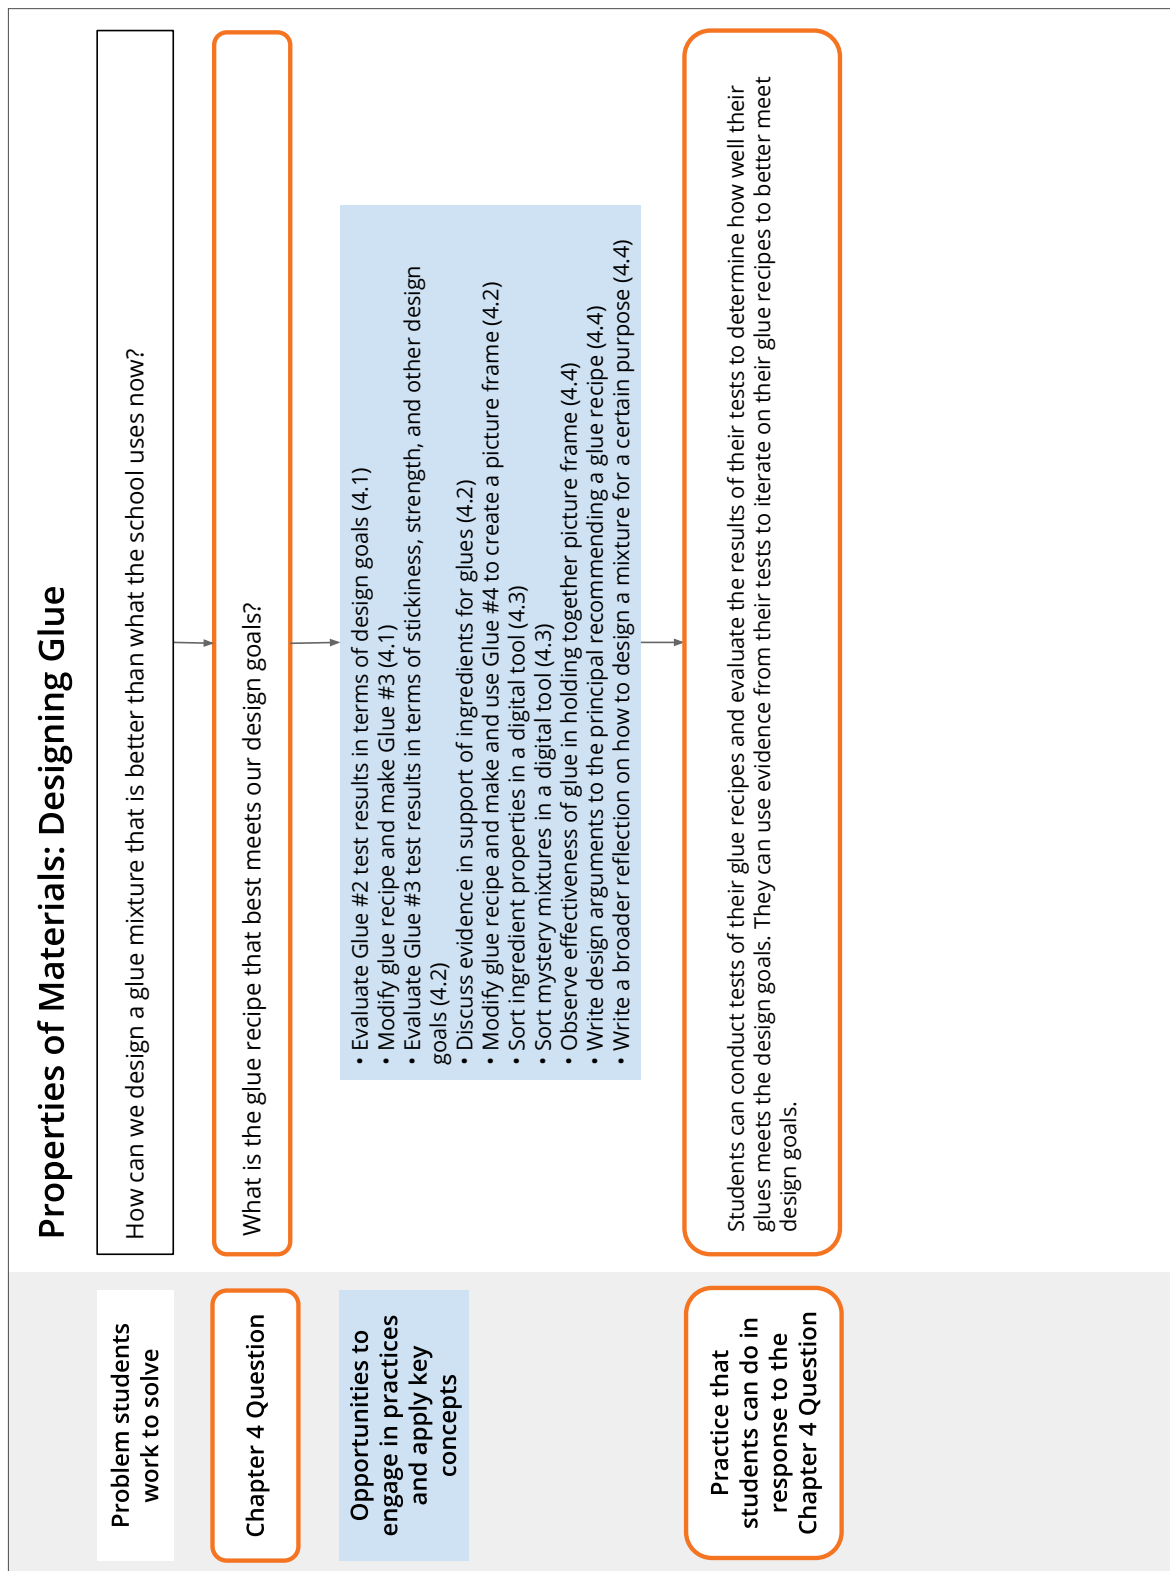 Properties of Materials: Designing Glue
Problem students
work to solve
How can we design a glue mixture that is better than what the school uses now?
Chapter 4 Question
What is the glue recipe that best meets our design goals?
Opportunities to
engage in practices
and apply key
concepts
• Evaluate Glue #2 test results in terms of design goals (4.1)
• Modify glue recipe and make Glue #3 (4.1)
• Evaluate Glue #3 test results in terms of stickiness, strength, and other design
goals (4.2)
• Discuss evidence in support of ingredients for glues (4.2)
• Modify glue recipe and make and use Glue #4 to create a picture frame (4.2)
• Sort ingredient properties in a digital tool (4.3)
• Sort mystery mixtures in a digital tool (4.3)
• Observe effectiveness of glue in holding together picture frame (4.4)
• Write design arguments to the principal recommending a glue recipe (4.4)
• Write a broader reflection on how to design a mixture for a certain purpose (4.4)
Practice that
students can do in
response to the
Chapter 4 Question
Students can conduct tests of their glue recipes and evaluate the results of their tests to determine how well their
glues meets the design goals. They can use evidence from their tests to iterate on their glue recipes to better meet
design goals.